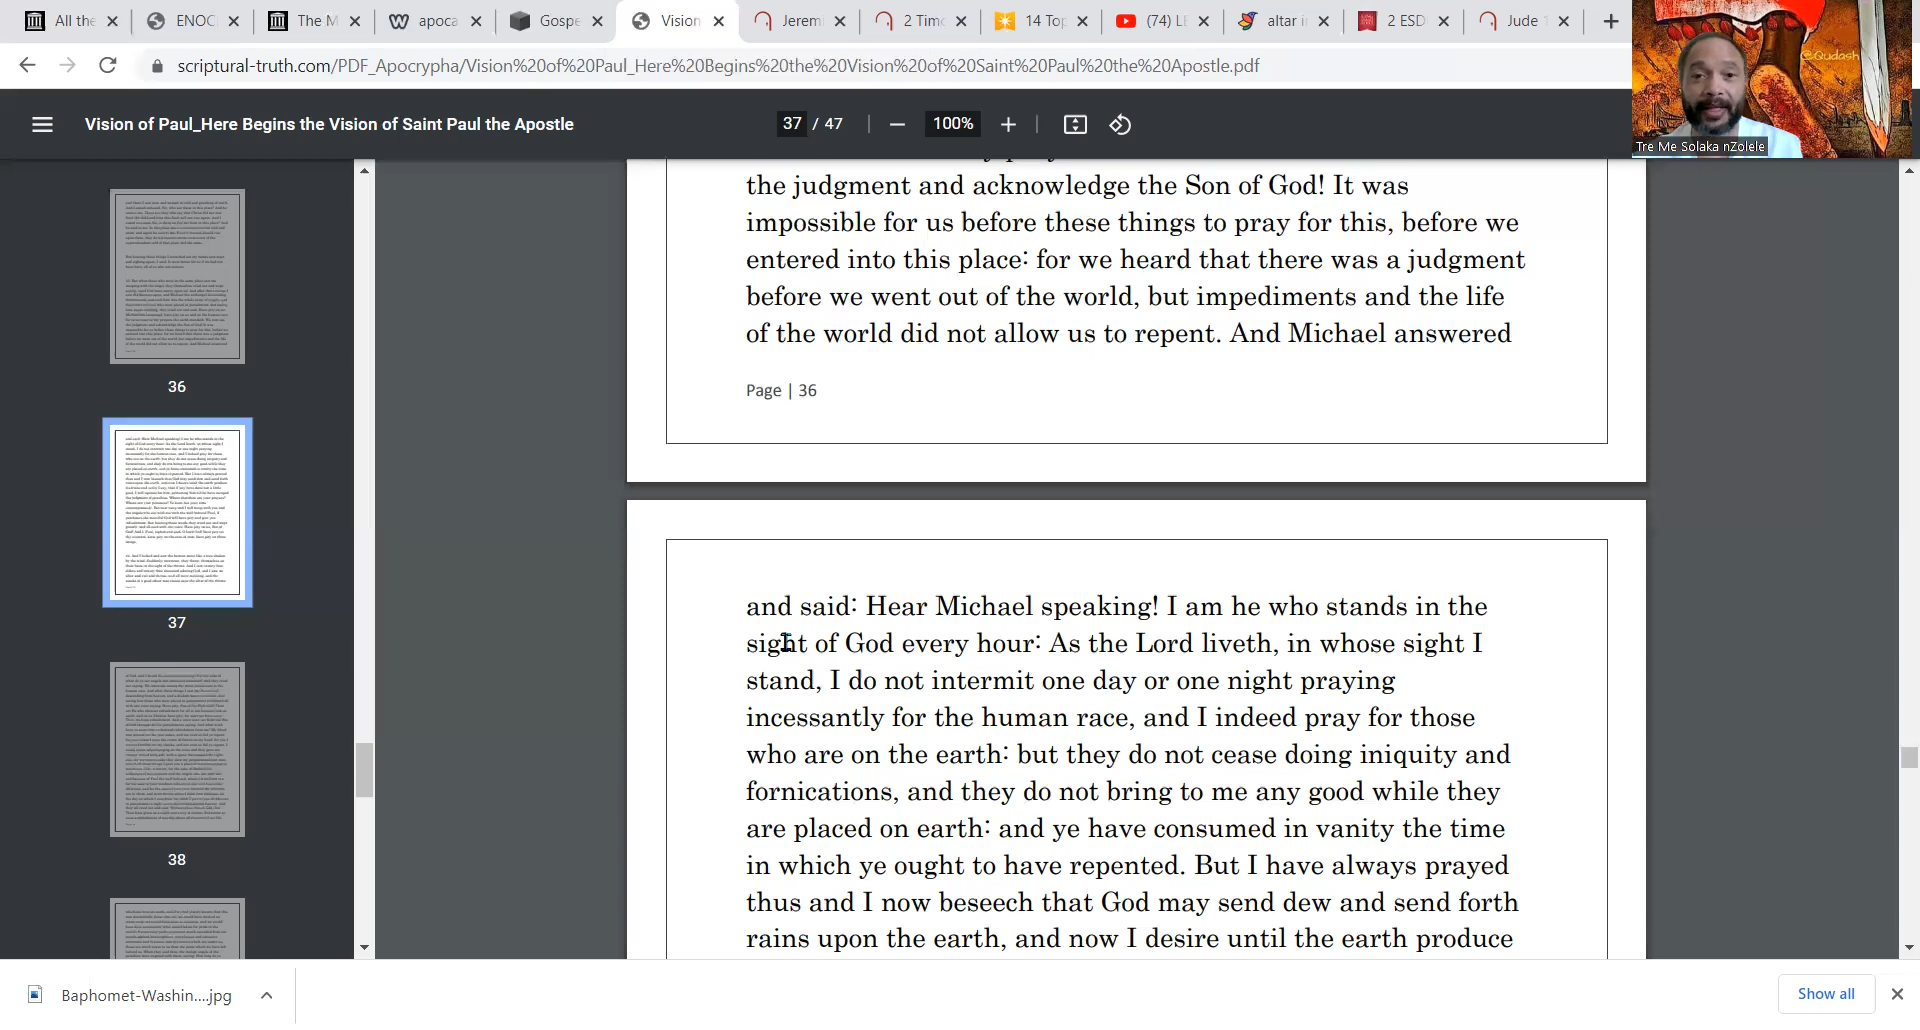 All the
ENOC
The M
apoca
Gospe
Vision
Jerem
2 Timo
14 Top
(74) LE
altar i
2 ESD
Jude 1
scriptural-truth.com/PDF_Apocrypha/Vision%20of%20Paul_Here%20Begins%20the%20Vision%20of%20Saint%20Paul%20the%20Apostle.pdf
@Qudash
Tre Me Solaka nZolele
Vision of Paul_Here Begins the Vision of Saint Paul the Apostle
37 / 47
100%
36
37
38
the judgment and acknowledge the Son of God! It was
impossible for us before these things to pray for this, before we
entered into this place: for we heard that there was a judgment
before we went out of the world, but impediments and the life
of the world did not allow us to repent. And Michael answered
Page | 36
and said: Hear Michael speaking! I am he who stands in the
sight of God every hour: As the Lord liveth, in whose sight I
stand, I do not intermit one day or one night praying
incessantly for the human race, and I indeed pray for those
who are on the earth: but they do not cease doing iniquity and
fornications, and they do not bring to me any good while they
are placed on earth: and ye have consumed in vanity the time
in which ye ought to have repented. But I have always prayed
thus and I now beseech that God may send dew and send forth
rains upon the earth, and now I desire until the earth produce
Baphomet-Washin....jpg
Show all